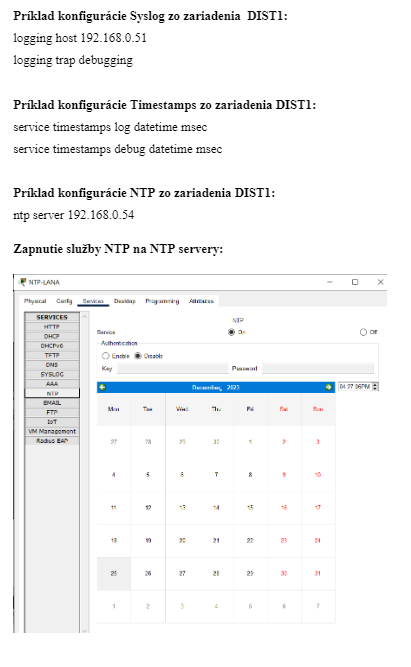 Príklad konfigurácie Syslog zo zariadenia DIST1:
logging host 192.168.0.51
logging trap debugging
Príklad konfigurácie Timestamps zo zariadenia DIST1:
service timestamps log datetime msec
service timestamps debug datetime msec
Príklad konfigurácie NTP zo zariadenia DIST1:
ntp server 192.168.0.54
Zapnutie služby NTP na NTP servery:
NTP-LANA
Physical Config Services Desktop Programming Attributes
SERVICES
HTTP
DHCP
DHCPv6
TFTP
DNS
SYSLOG
AAA
NTP
EMAIL
FTP
IoT
VM Management
Radius EAP
NTP
Service On Off
Authentication
Enable Disable
Key Password
December, 2023 04:27:06PM
Mon Tue Wed Thu Fri Sat Sun
27 28 29 30 1 2 3
4 5 6 7 8 9 10
11 12 13 14 15 16 17
18 19 20 21 22 23 24
25 26 27 28 29 30 31
1 2 3 4 5 6 7